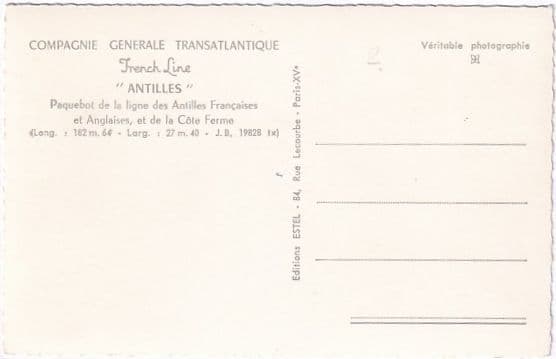 COMPAGNIE GENERALE TRANSATLANTIQUE
French Line
"ANTILLES"
Paquebot de la ligne des Antilles Françaises
et Anglaises, et de la Côte Ferme
(Long. : 182 m. 64 - Larg. : 27 m. 40 - J.B. 19828 tx)
Editions ESTEL - 84, Rue Lecourbe - Paris-XVe
Véritable photographie